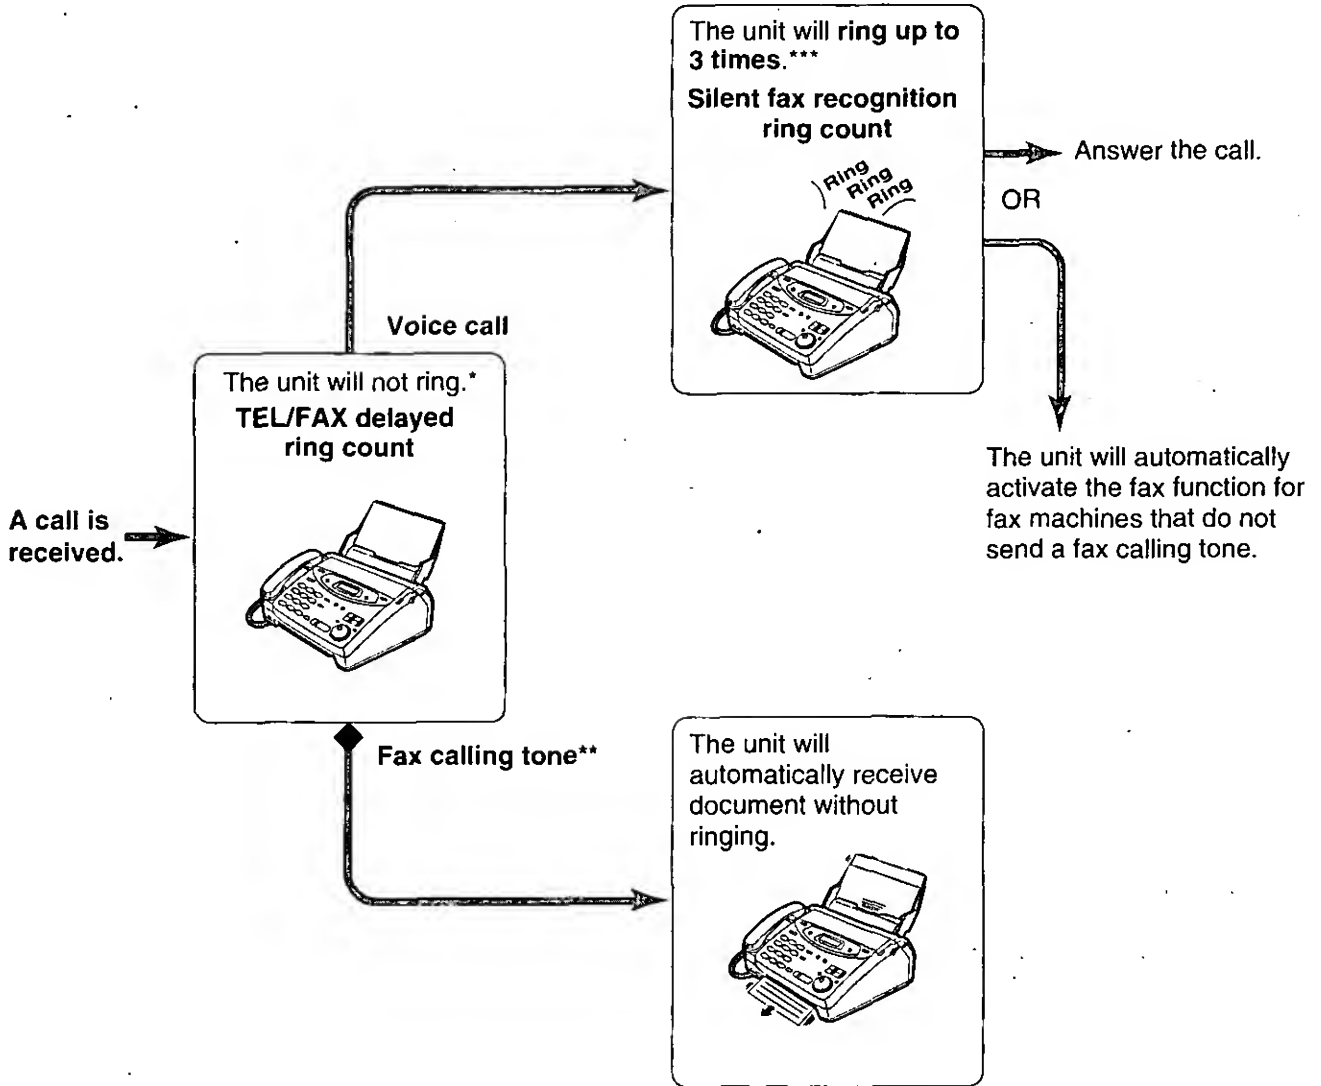 The unit will ring up to
3 times.***
Silent fax recognition
ring count
Ring
Ring
Ring
Answer the call.
OR
The unit will automatically
activate the fax function for
fax machines that do not
send a fax calling tone.
Voice call
The unit will not ring.*
TEL/FAX delayed
ring count
A call is
received.
Fax calling tone**
The unit will
automatically receive
document without
ringing.